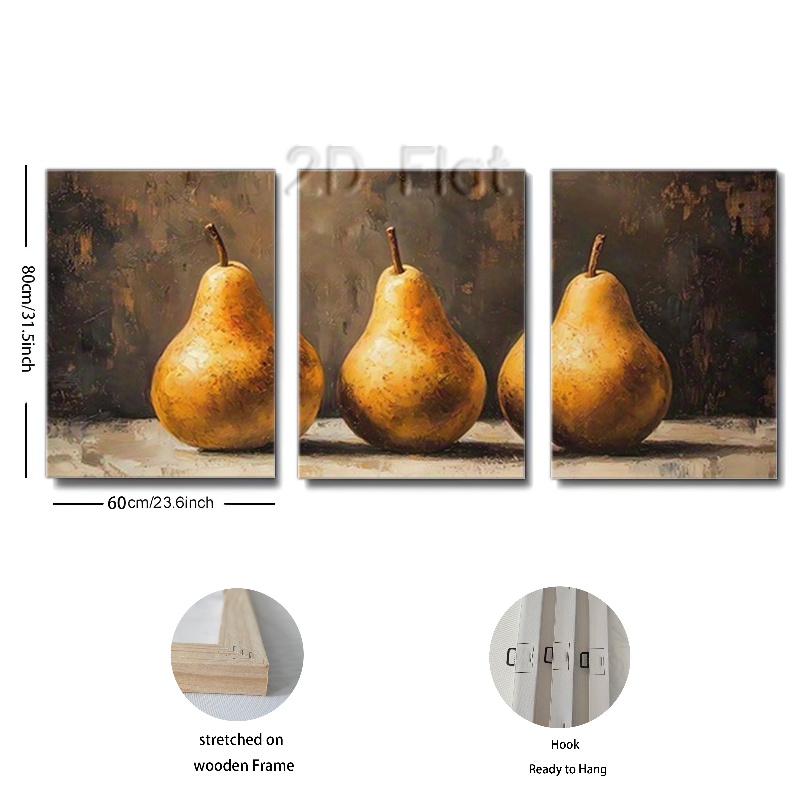 2D Flat
80cm/31.5inch
60cm/23.6inch
stretched on
wooden Frame
Hook
Ready to Hang